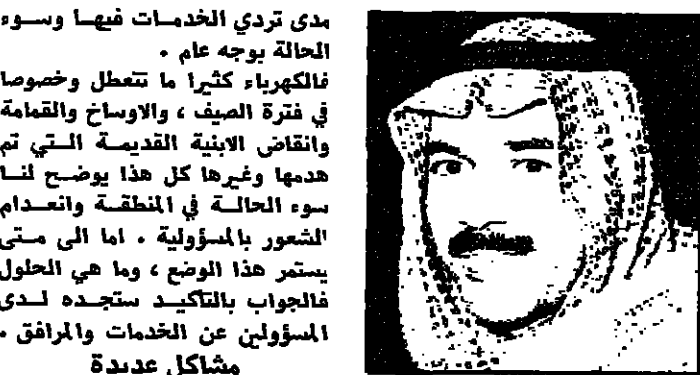 مدى تردي الخدمات فيها وسوء
الحالة بوجه عام .
فالكهرباء كثيرا ما تتعطل وخصوصا
في فترة الصيف ، والاوساخ والقمامة
وانقاض الابنية القديمة التي تم
هدمها وغيرها كل هذا يوضح لنا
سوء الحالة في المنطقة وانعدام
الشعور بالمسؤولية . اما الى متى
يستمر هذا الوضع ، وما هي الحلول
فالجواب بالتأكيد ستجده لدى
المسؤولين عن الخدمات والمرافق .
مشاكل عديدة